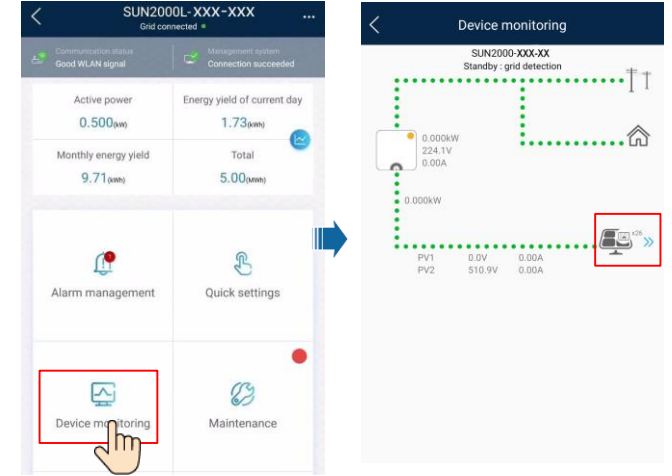 SUN2000L-XXX-XXX
...
Grid connected
Communication status
Good WLAN signal
Management system
Connection succeeded
Active power
0.500(kW)
Energy yield of current day
1.73(kWh)
Monthly energy yield
9.71(kWh)
Total
5.00(MWh)
Alarm management
Quick settings
Device monitoring
Maintenance
Device monitoring
SUN2000-XXX-XX
Standby : grid detection
0.000kW
224.1V
0.00A
0.000kW
x26
PV1 0.0V 0.00A
PV2 510.9V 0.00A